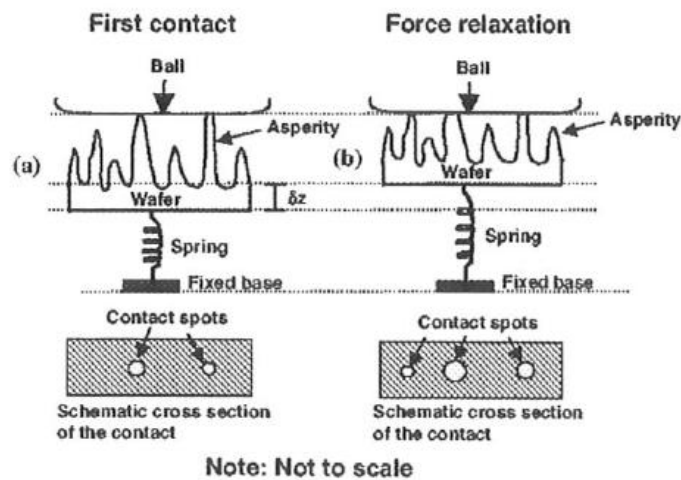 First contact
Force relaxation
Ball
Ball
Asperity
Asperity
(a)
(b)
Wafer
Wafer
δz
Spring
Spring
Fixed base
Fixed base
Contact spots
Contact spots
Schematic cross section
of the contact
Schematic cross section
of the contact
Note: Not to scale